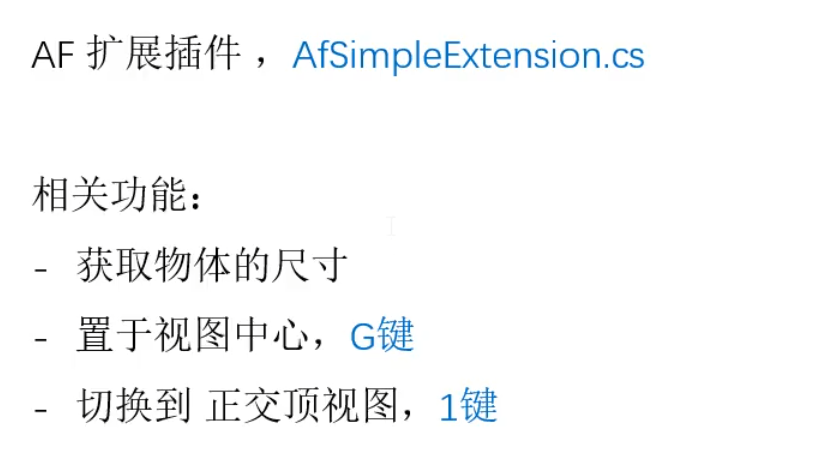 AF 扩展插件 ，AfSimpleExtension.cs
相关功能：
- 获取物体的尺寸
- 置于视图中心，G键
- 切换到 正交顶视图，1键